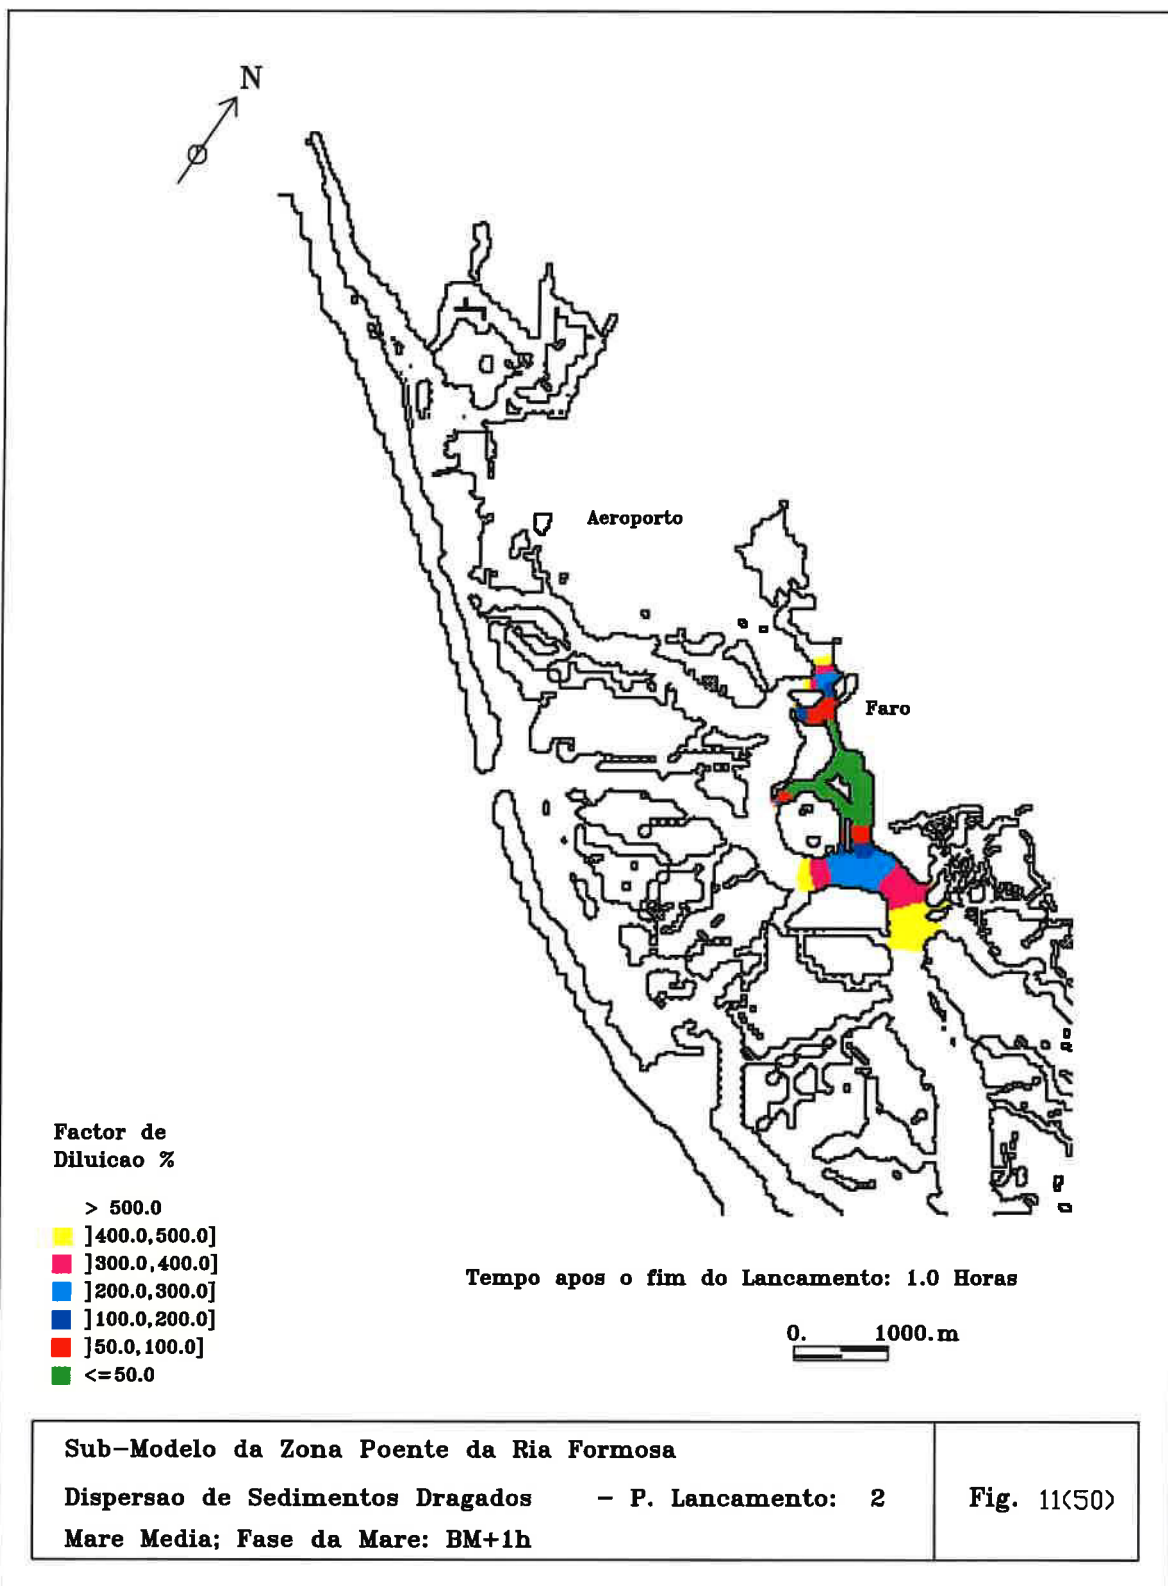 N
Aeroporto
Faro
Factor de
Diluicao %
> 500.0
]400.0,500.0]
]300.0,400.0]
]200.0,300.0]
]100.0,200.0]
]50.0,100.0]
<=50.0
Tempo apos o fim do Lancamento: 1.0 Horas
0. 1000.m
Sub-Modelo da Zona Poente da Ria Formosa
Dispersao de Sedimentos Dragados - P. Lancamento: 2
Mare Media; Fase da Mare: BM+1h
Fig. 11(50)